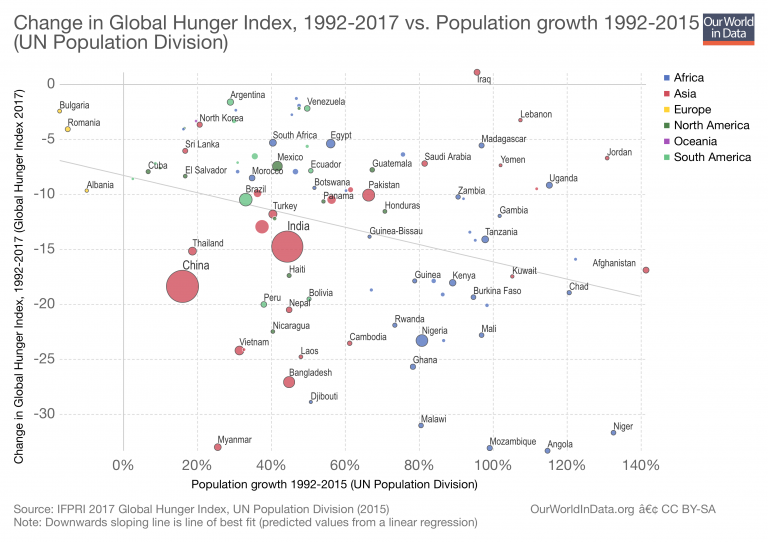 Change in Global Hunger Index, 1992-2017 vs. Population growth 1992-2015
(UN Population Division)
Our World
in Data
Change in Global Hunger Index, 1992-2017 (Global Hunger Index 2017)
0
-5
-10
-15
-20
-25
-30
Iraq
Bulgaria
Argentina
Venezuela
Romania
North Korea
Lebanon
South Africa
Egypt
Madagascar
Sri Lanka
Mexico
Jordan
Cuba
El Salvador
Morocco
Ecuador
Guatemala
Saudi Arabia
Yemen
Albania
Brazil
Botswana
Panama
Pakistan
Zambia
Uganda
Turkey
Honduras
Gambia
India
Guinea-Bissau
Tanzania
Thailand
China
Haiti
Guinea
Kenya
Kuwait
Afghanistan
Peru
Bolivia
Nepal
Burkina Faso
Chad
Nicaragua
Rwanda
Nigeria
Mali
Vietnam
Laos
Cambodia
Ghana
Bangladesh
Djibouti
Malawi
Myanmar
Mozambique
Angola
Niger
0%
20%
40%
60%
80%
100%
120%
140%
Population growth 1992-2015 (UN Population Division)
Africa
Asia
Europe
North America
Oceania
South America
Source: IFPRI 2017 Global Hunger Index, UN Population Division (2015)
OurWorldInData.org â€¢ CC BY-SA
Note: Downwards sloping line is line of best fit (predicted values from a linear regression)